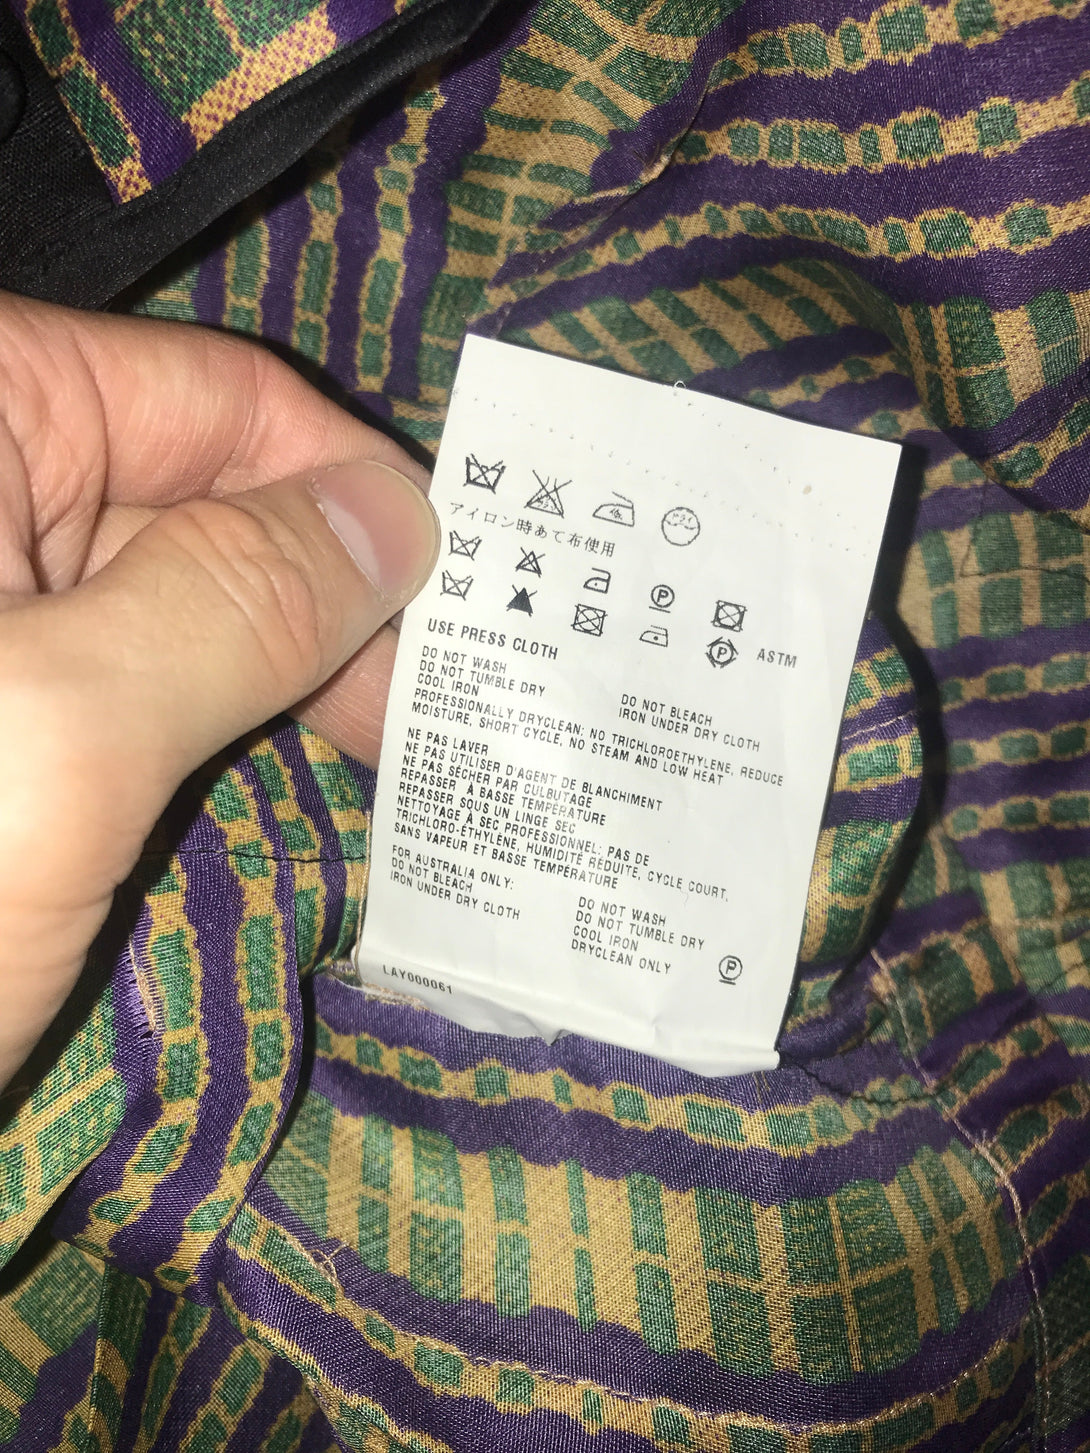 アイロン時あて布使用
P
P ASTM
USE PRESS CLOTH
DO NOT WASH
DO NOT TUMBLE DRY
COOL IRON
DO NOT BLEACH
IRON UNDER DRY CLOTH
PROFESSIONALLY DRYCLEAN: NO TRICHLOROETHYLENE, REDUCE
MOISTURE, SHORT CYCLE, NO STEAM AND LOW HEAT
NE PAS LAVER
NE PAS UTILISER D'AGENT DE BLANCHIMENT
NE PAS SÉCHER PAR CULBUTAGE
REPASSER À BASSE TEMPÉRATURE
REPASSER SOUS UN LINGE SEC
NETTOYAGE À SEC PROFESSIONNEL: PAS DE
TRICHLORO-ÉTHYLÈNE, HUMIDITÉ RÉDUITE, CYCLE COURT,
SANS VAPEUR ET BASSE TEMPÉRATURE
FOR AUSTRALIA ONLY:
DO NOT BLEACH
IRON UNDER DRY CLOTH
DO NOT WASH
DO NOT TUMBLE DRY
COOL IRON
DRYCLEAN ONLY
P
LAY000061